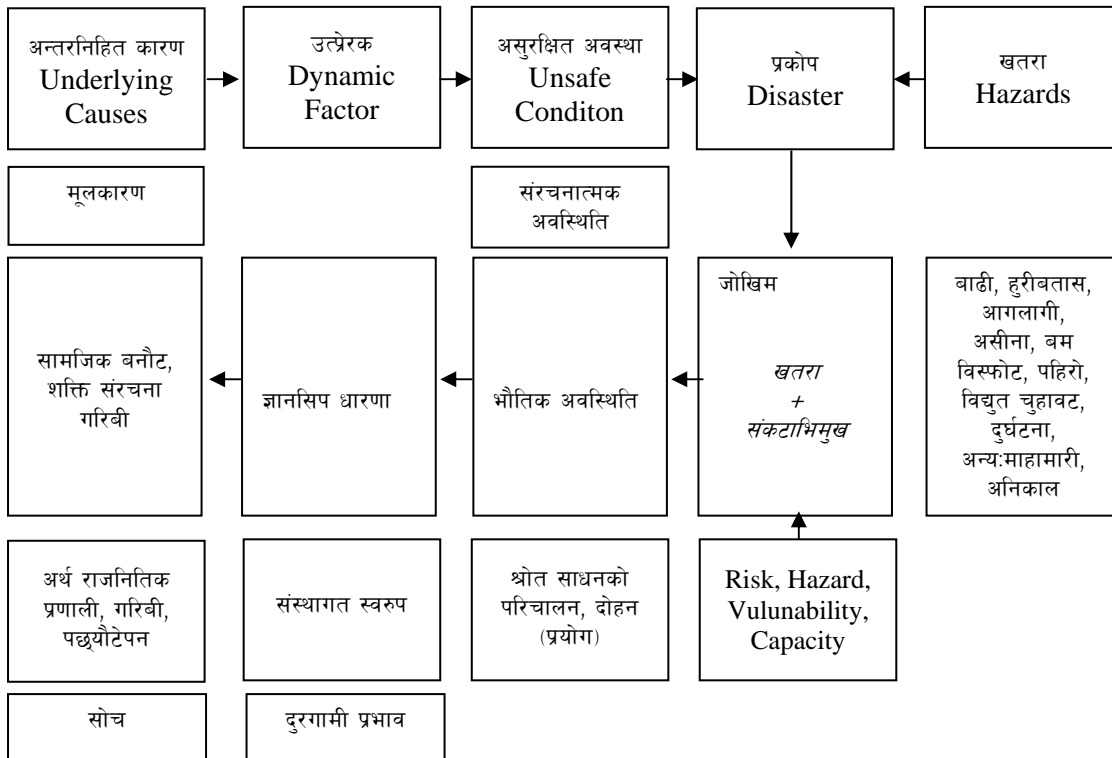 अन्तरनिहित कारण
Underlying
Causes
उत्प्रेरक
Dynamic
Factor
असुरक्षित अवस्था
Unsafe
Conditon
प्रकोप
Disaster
खतरा
Hazards
मूलकारण
संरचनात्मक
अवस्थिति
सामजिक बनौट,
शक्ति संरचना
गरिबी
ज्ञानसिप धारणा
भौतिक अवस्थिति
जोखिम
खतरा
+
संकटाभिमुख
बाढी, हुरीबतास,
आगलागी,
असीना, बम
विस्फोट, पहिरो,
विद्युत चुहावट,
दुर्घटना,
अन्य:माहामारी,
अनिकाल
अर्थ राजनितिक
प्रणाली, गरिबी,
पछ्यौटेपन
संस्थागत स्वरुप
श्रोत साधनको
परिचालन, दोहन
(प्रयोग)
Risk, Hazard,
Vulunability,
Capacity
सोच
दुरगामी प्रभाव